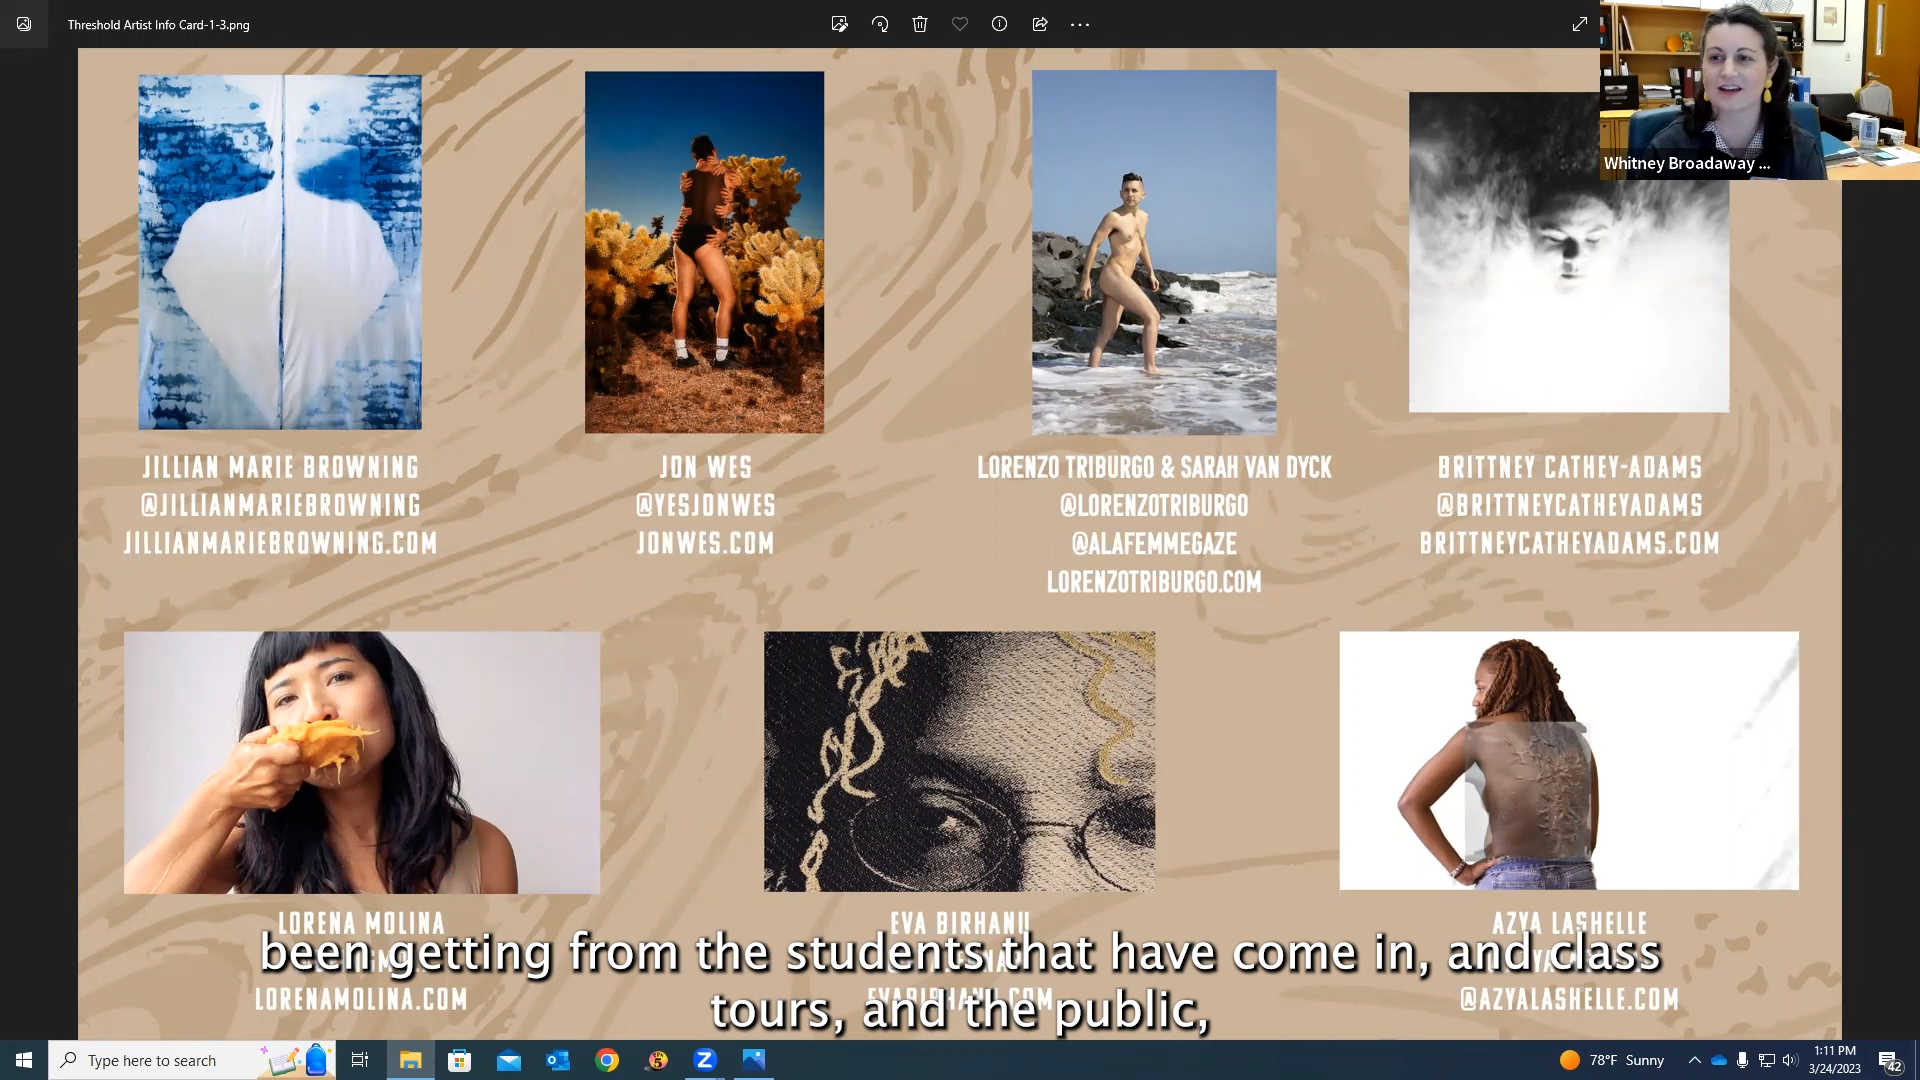 Threshold Artist Info Card-1-3.png
Whitney Broadaway ...
JILLIAN MARIE BROWNING
@JILLIANMARIEBROWNING
JILLIANMARIEBROWNING.COM
JON WES
@YESJONWES
JONWES.COM
LORENZO TRIBURGO & SARAH VAN DYCK
@LORENZOTRIBURGO
@ALAFEMMEGAZE
LORENZOTRIBURGO.COM
BRITTNEY CATHEY-ADAMS
@BRITTNEYCATHEYADAMS
BRITTNEYCATHEYADAMS.COM
LORENA MOLINA
LORENAMOLINA.COM
EVA BIRHANU
EVABIRHANU.COM
AZYA LASHELLE
@AZYALASHELLE.COM
been getting from the students that have come in, and class
tours, and the public,
Type here to search
78°F Sunny
1:11 PM
3/24/2023
42